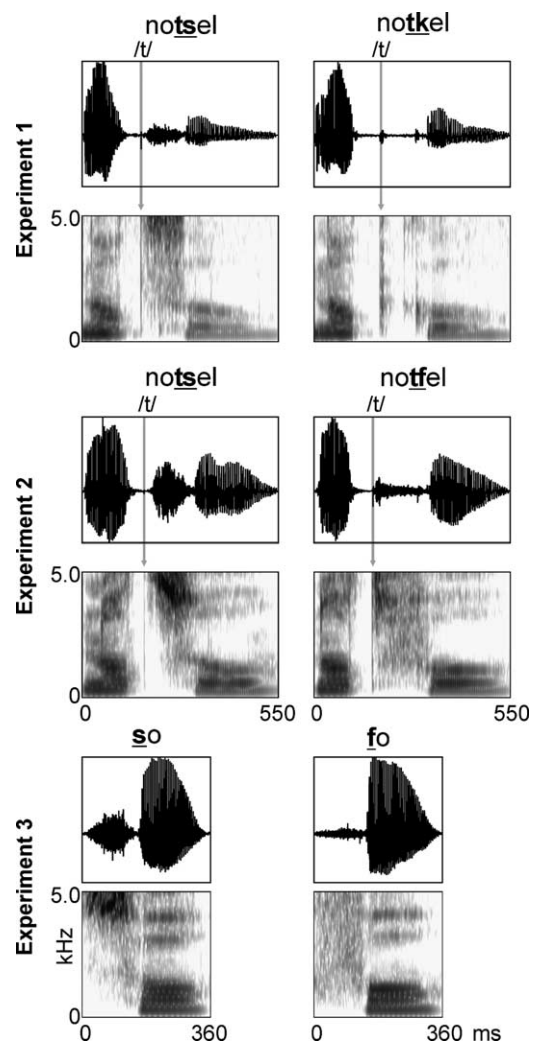 notsel notkel
/t/ /t/
Experiment 1
5.0
0
notsel notfel
/t/ /t/
Experiment 2
5.0
0
0 550 0 550
so fo
Experiment 3
5.0
kHz
0
0 360 0 360 ms